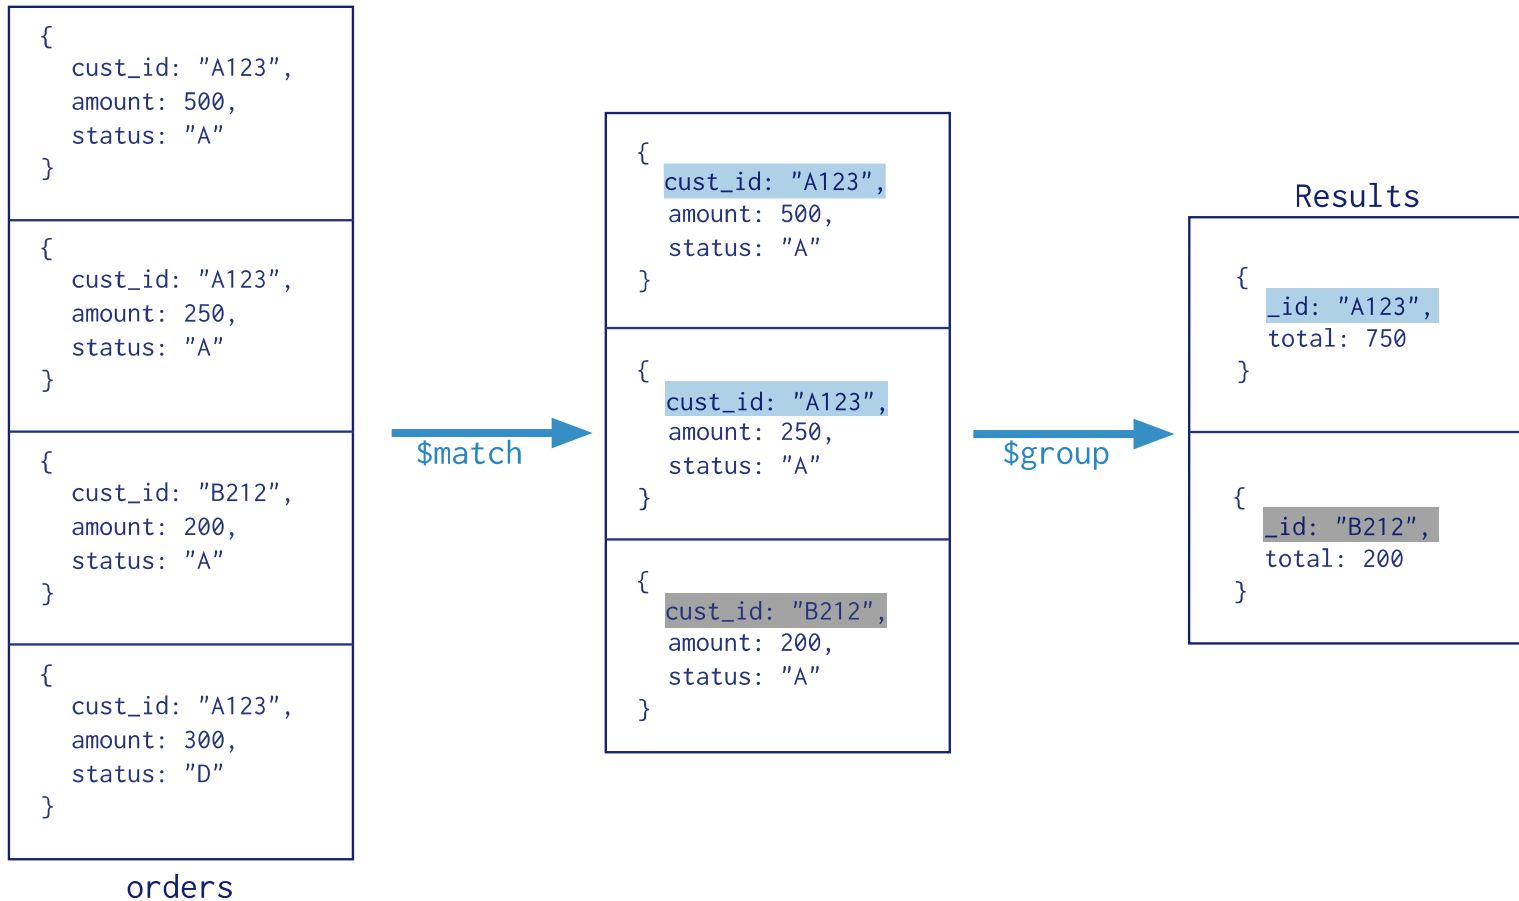 {
cust_id: "A123",
amount: 500,
status: "A"
}
{
cust_id: "A123",
amount: 250,
status: "A"
}
{
cust_id: "B212",
amount: 200,
status: "A"
}
{
cust_id: "A123",
amount: 300,
status: "D"
}
orders
$match
{
cust_id: "A123",
amount: 500,
status: "A"
}
{
cust_id: "A123",
amount: 250,
status: "A"
}
{
cust_id: "B212",
amount: 200,
status: "A"
}
$group
Results
{
_id: "A123",
total: 750
}
{
_id: "B212",
total: 200
}